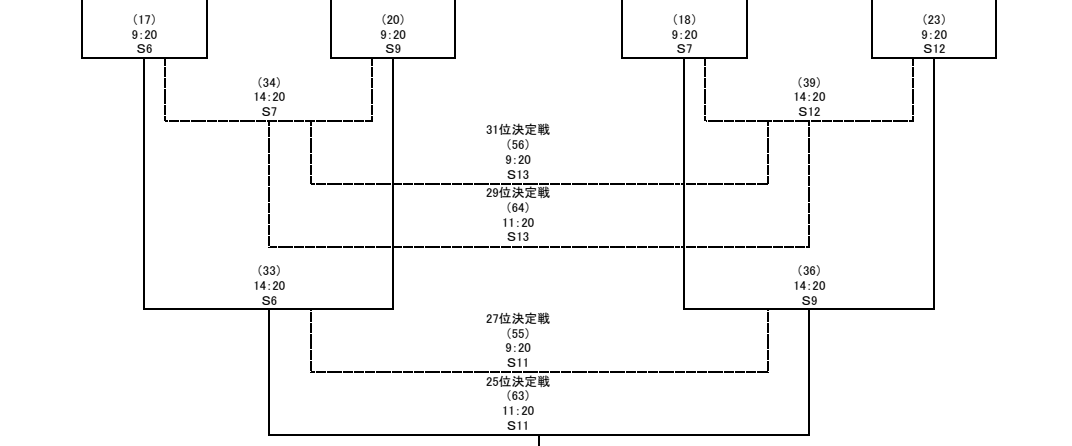 （17）
9：20
S6
（20）
9：20
S9
（18）
9：20
S7
（23）
9：20
S12
（34）
14：20
S7
（39）
14：20
S12
31位決定戦
（56）
9：20
S13
29位決定戦
（64）
11：20
S13
（33）
14：20
S6
（36）
14：20
S9
27位決定戦
（55）
9：20
S11
25位決定戦
（63）
11：20
S11